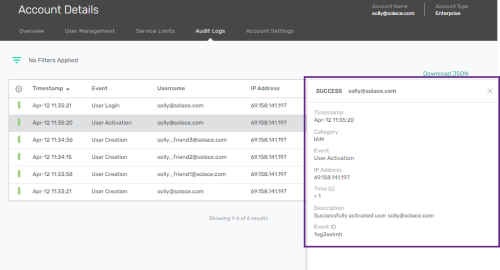 Account Details
Account Name
solly@solace.com
Account Type
Enterprise
Overview User Management Service Limits Audit Logs Account Settings
No Filters Applied
Download JSON
Timestamp Event Username IP Address
Apr-12 11:35:21 User Login solly@solace.com 69.158.141.197
Apr-12 11:35:20 User Activation solly@solace.com 69.158.141.197
Apr-12 11:34:36 User Creation solly_friend3@solace.com 69.158.141.197
Apr-12 11:34:15 User Creation solly_friend2@solace.com 69.158.141.197
Apr-12 11:33:58 User Creation solly_friend1@solace.com 69.158.141.197
Apr-12 11:33:21 User Creation solly@solace.com 69.158.141.197
Showing 1-6 of 6 results
SUCCESS solly@solace.com
Timestamp
Apr-12 11:35:20
Category
IAM
Event
User Activation
IP Address
69.158.141.197
Time (s)
< 1
Description
Successfully activated user solly@solace.com
Event ID
1og3seimh